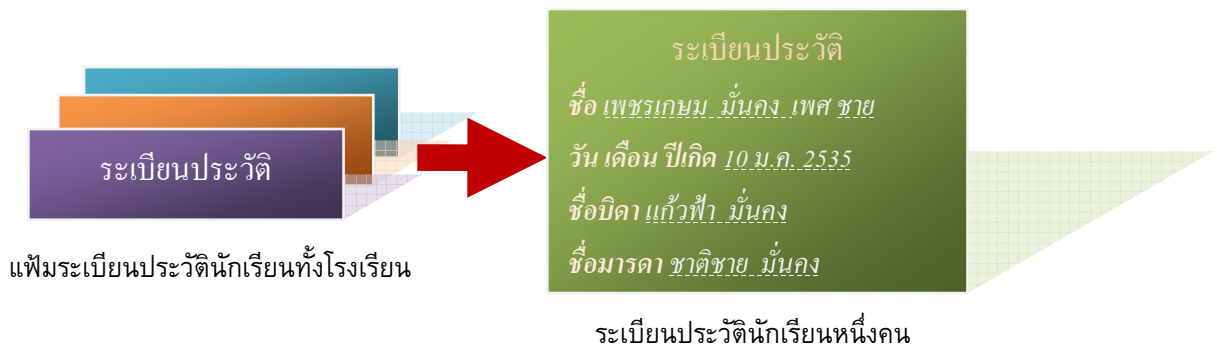 ระเบียนประวัติ
แฟ้มระเบียนประวัตินักเรียนทั้งโรงเรียน
ระเบียนประวัติ
ชื่อ เพชรเกษม มั่นคง เพศ ชาย
วัน เดือน ปีเกิด 10 ม.ค. 2535
ชื่อบิดา แก้วฟ้า มั่นคง
ชื่อมารดา ชาติชาย มั่นคง
ระเบียนประวัตินักเรียนหนึ่งคน